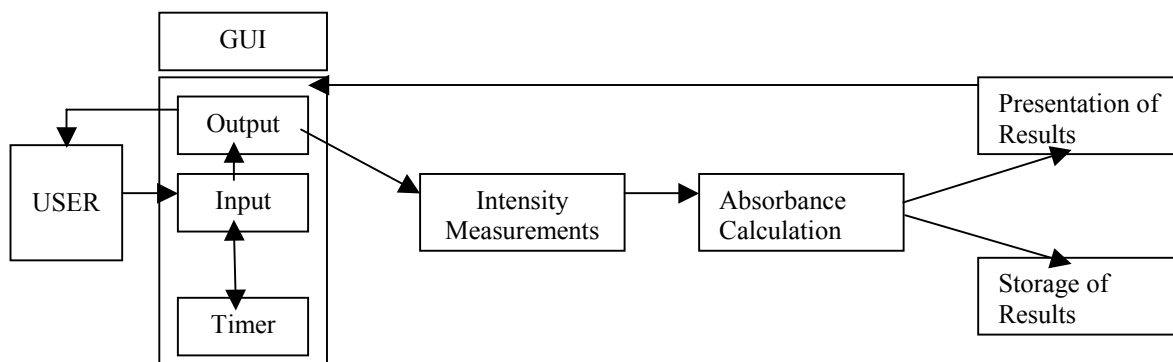 GUI
Output
Input
Timer
USER
Intensity
Measurements
Absorbance
Calculation
Presentation of
Results
Storage of
Results